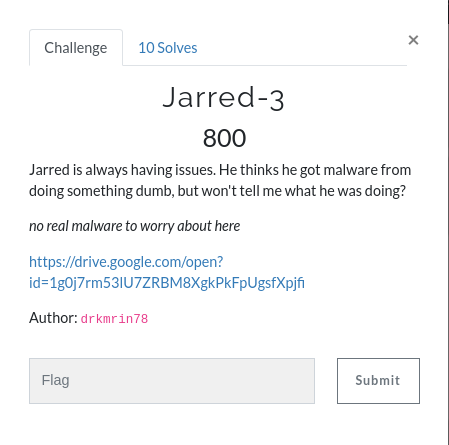 Challenge
10 Solves
×
Jarred-3
800
Jarred is always having issues. He thinks he got malware from
doing something dumb, but won't tell me what he was doing?
no real malware to worry about here
https://drive.google.com/open?
id=1g0j7rm53lU7ZRBM8XgkPkFpUgsfXpjfi
Author: drkmrin78
Flag
Submit